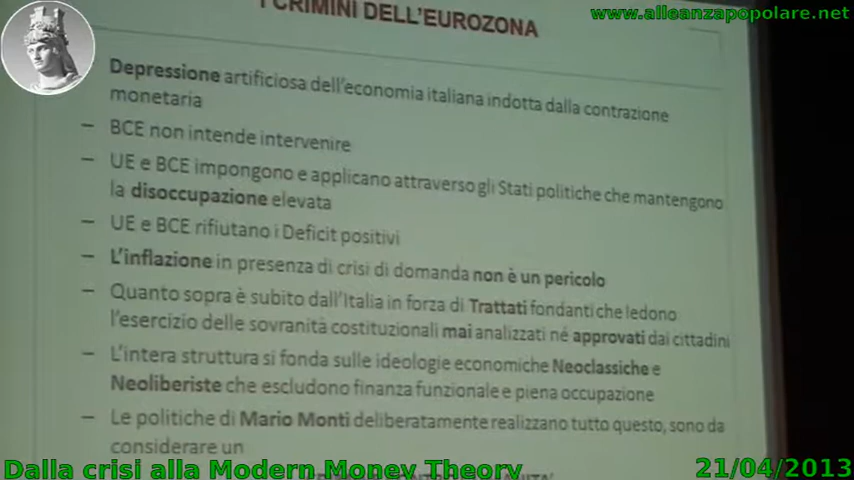 www.alleanzapopolare.net
I CRIMINI DELL'EUROZONA
Depressione artificiosa dell'economia italiana indotta dalla contrazione
monetaria
– BCE non intende intervenire
– UE e BCE impongono e applicano attraverso gli Stati politiche che mantengono
la disoccupazione elevata
– UE e BCE rifiutano i Deficit positivi
– L'inflazione in presenza di crisi di domanda non è un pericolo
– Quanto sopra è subito dall'Italia in forza di Trattati fondanti che ledono
l'esercizio delle sovranità costituzionali mai analizzati né approvati dai cittadini
– L'intera struttura si fonda sulle ideologie economiche Neoclassiche e
Neoliberiste che escludono finanza funzionale e piena occupazione
– Le politiche di Mario Monti deliberatamente realizzano tutto questo, sono da
considerare un
Dalla crisi alla Modern Money Theory
21/04/2013